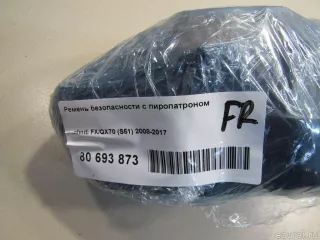 Ремень безопасности с пиропатроном
FX/QX70 (S51) 2008-2017
80 693 873
FR